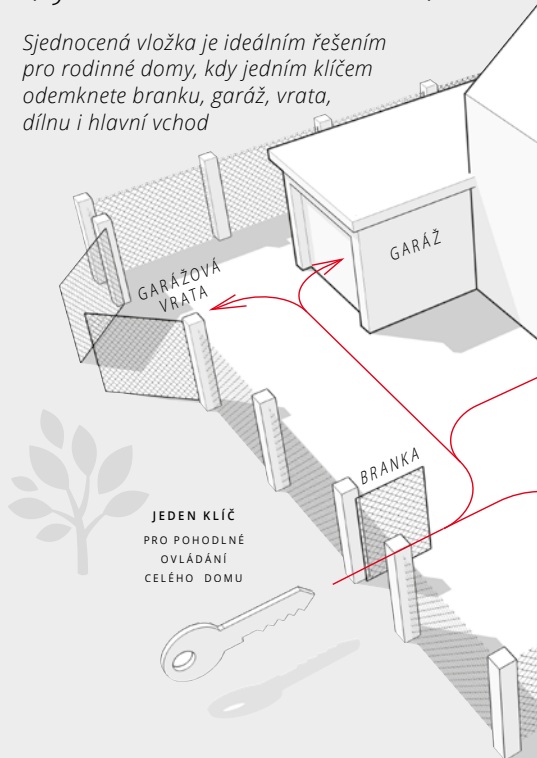 Sjednocená vložka je ideálním řešením
pro rodinné domy, kdy jedním klíčem
odemknete branku, garáž, vrata,
dílnu i hlavní vchod
GARÁŽ
GARÁŽOVÁ
VRATA
BRANKA
JEDEN KLÍČ
PRO POHODLNÉ
OVLÁDÁNÍ
CELÉHO DOMU